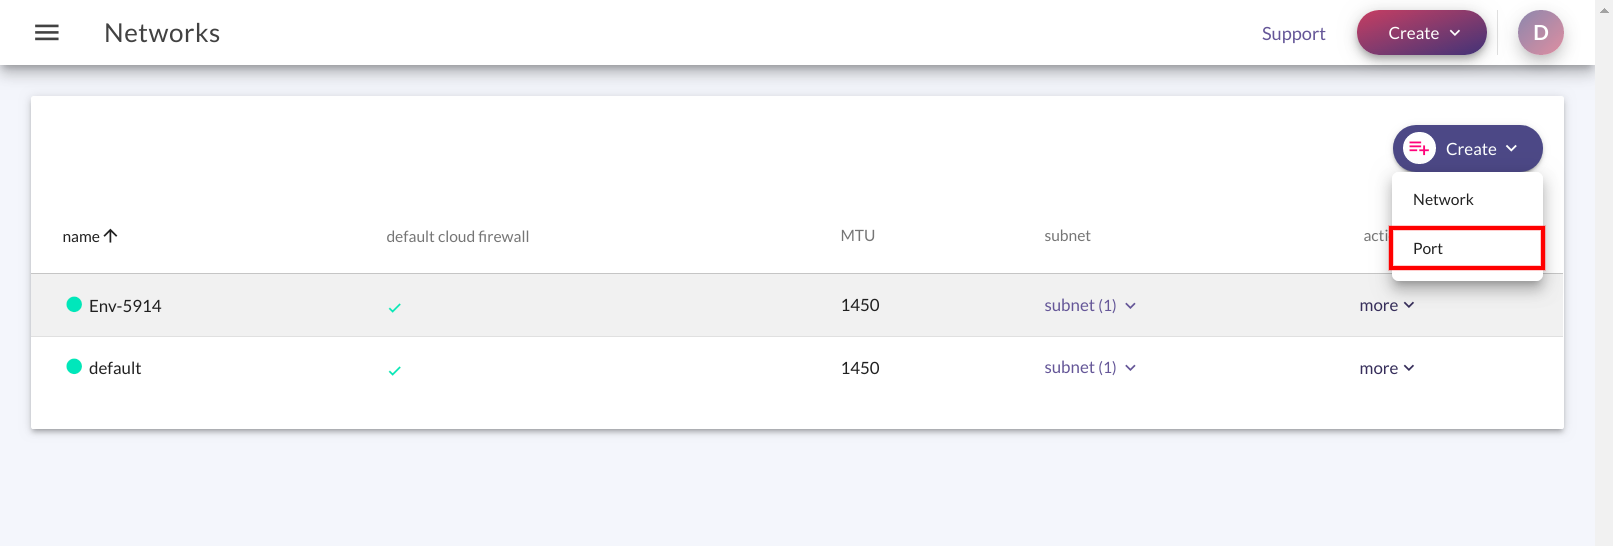 Networks
Support
Create
D
Create
Network
Port
name
default cloud firewall
MTU
subnet
acti
Env-5914
1450
subnet (1)
more
default
1450
subnet (1)
more